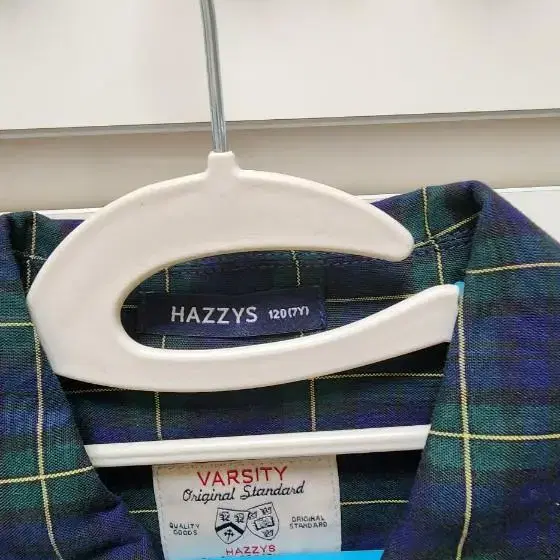 HAZZYS 120(7Y)
VARSITY
Original Standard
QUALITY GOODS
ORIGINAL STANDARD
HAZZYS